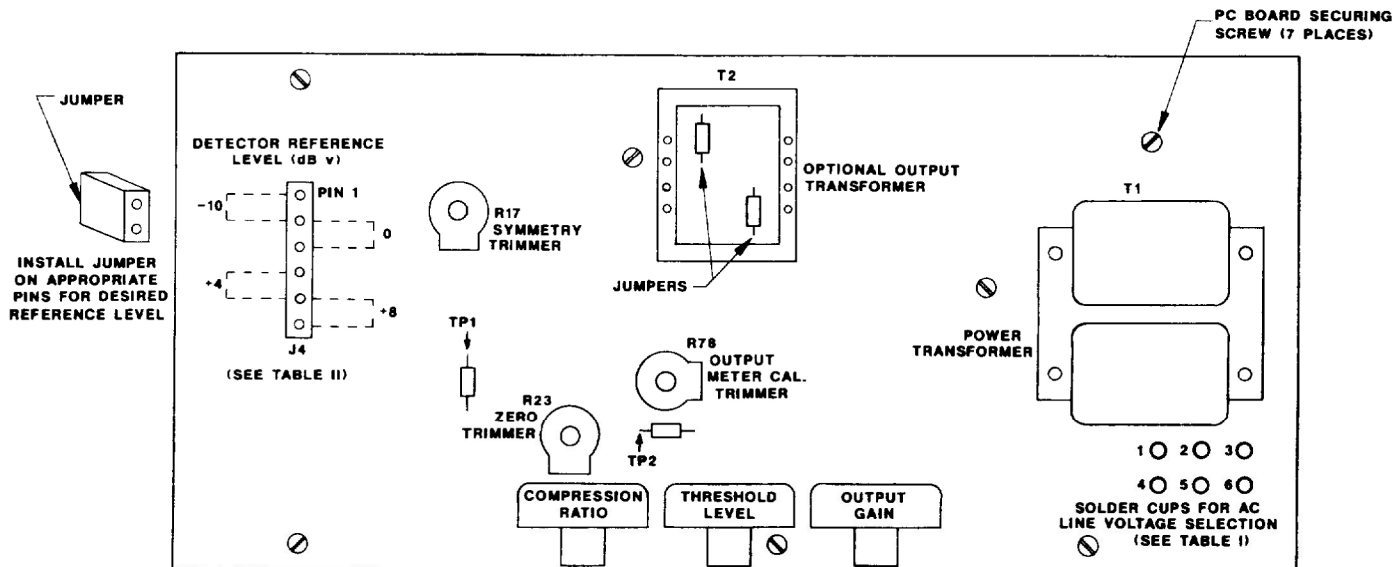 PC BOARD SECURING
SCREW (7 PLACES)
JUMPER
T2
DETECTOR REFERENCE
LEVEL (dB v)
PIN 1
-10
0
+4
+8
J4
(SEE TABLE II)
INSTALL JUMPER
ON APPROPRIATE
PINS FOR DESIRED
REFERENCE LEVEL
R17
SYMMETRY
TRIMMER
OPTIONAL OUTPUT
TRANSFORMER
JUMPERS
T1
POWER
TRANSFORMER
TP1
R78
OUTPUT
METER CAL.
TRIMMER
R23
ZERO
TRIMMER
TP2
1 2 3
4 5 6
SOLDER CUPS FOR AC
LINE VOLTAGE SELECTION
(SEE TABLE I)
COMPRESSION
RATIO
THRESHOLD
LEVEL
OUTPUT
GAIN